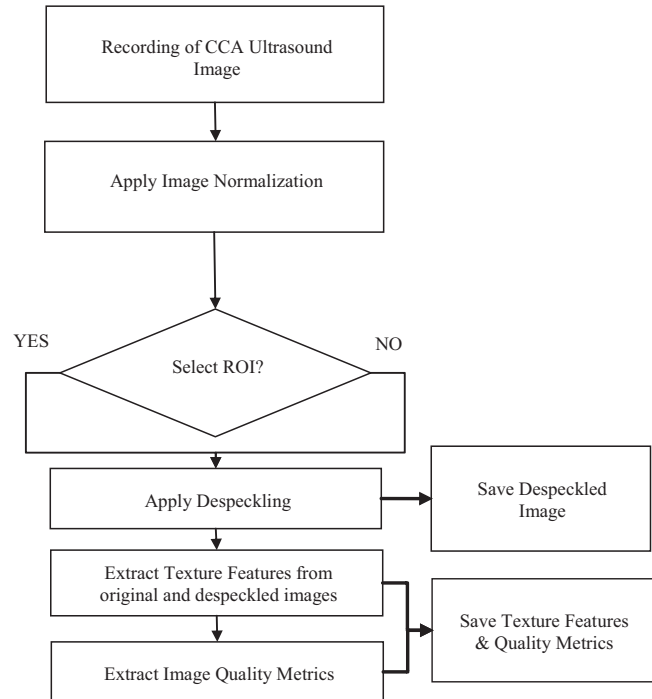 Recording of CCA Ultrasound
Image
Apply Image Normalization
YES
NO
Select ROI?
Apply Despeckling
Save Despeckled
Image
Extract Texture Features from
original and despeckled images
Save Texture Features
& Quality Metrics
Extract Image Quality Metrics